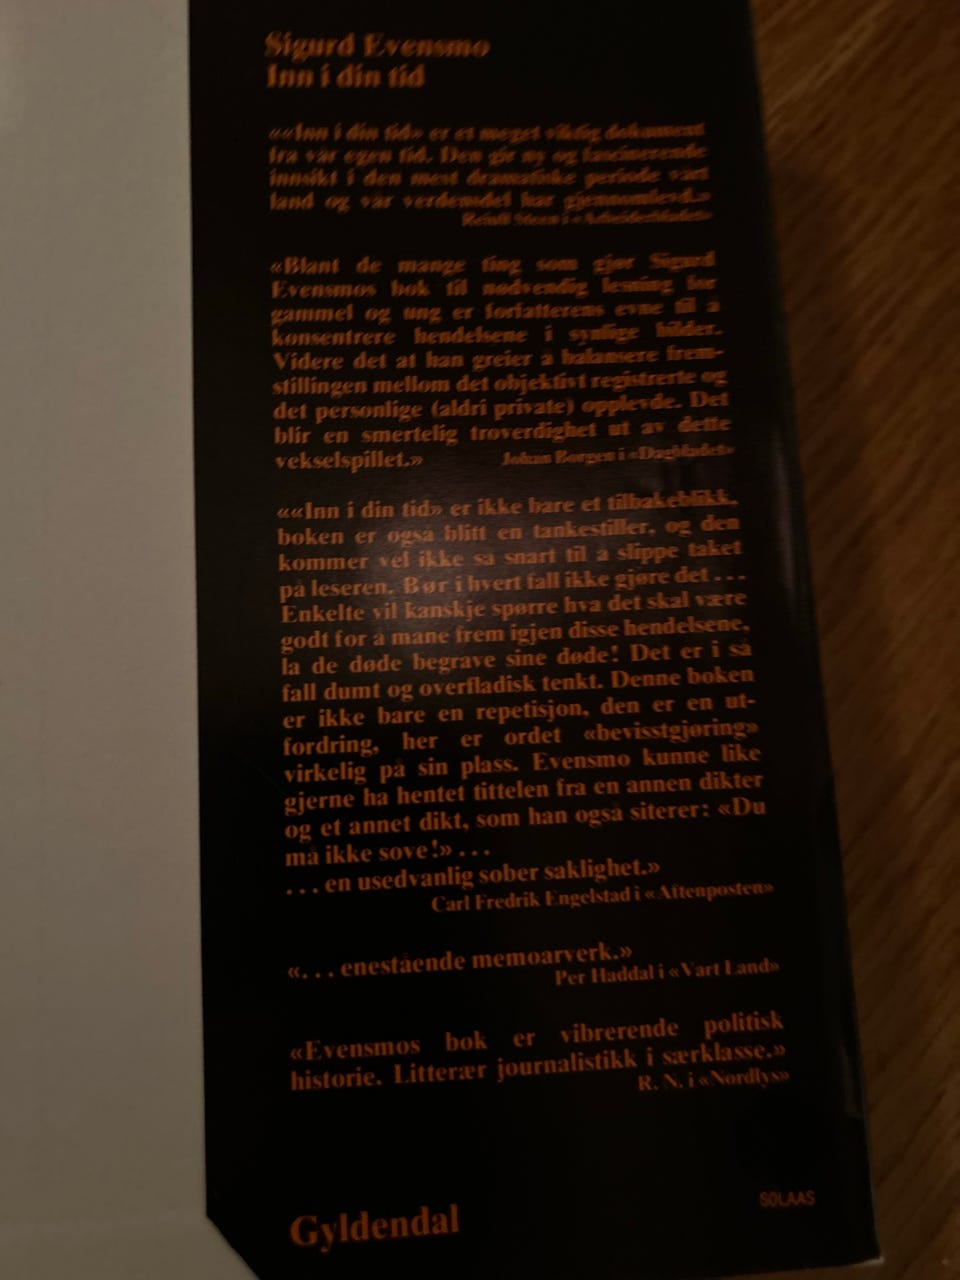 Sigurd Evensmo
Inn i din tid
««Inn i din tid» er et meget viktig dokument
fra vår egen tid. Den gir ny og fascinerende
innsikt i den mest dramatiske periode vårt
land og vår verdensdel har gjennomlevd.»
Reiulf Steen i «Arbeiderbladet»
«Blant de mange ting som gjør Sigurd
Evensmos bok til nødvendig lesning for
gammel og ung er forfatterens evne til å
konsentrere hendelsene i synlige bilder.
Videre det at han greier å balansere frem-
stillingen mellom det objektivt registrerte og
det personlige (aldri private) opplevde. Det
blir en smertelig troverdighet ut av dette
vekselspillet.» Johan Borgen i «Dagbladet»
««Inn i din tid» er ikke bare et tilbakeblikk,
boken er også blitt en tankestiller, og den
kommer vel ikke så snart til å slippe taket
på leseren. Bør i hvert fall ikke gjøre det . . .
Enkelte vil kanskje spørre hva det skal være
godt for å mane frem igjen disse hendelsene,
la de døde begrave sine døde! Det er i så
fall dumt og overfladisk tenkt. Denne boken
er ikke bare en repetisjon, den er en ut-
fordring, her er ordet «bevisstgjøring»
virkelig på sin plass. Evensmo kunne like
gjerne ha hentet tittelen fra en annen dikter
og et annet dikt, som han også siterer: «Du
må ikke sove!» . . .
. . . en usedvanlig sober saklighet.»
Carl Fredrik Engelstad i «Aftenposten»
«. . . enestående memoarverk.»
Per Haddal i «Vårt Land»
«Evensmos bok er vibrerende politisk
historie. Litterær journalistikk i særklasse.»
R. N. i «Nordlys»
Gyldendal
SOLAAS